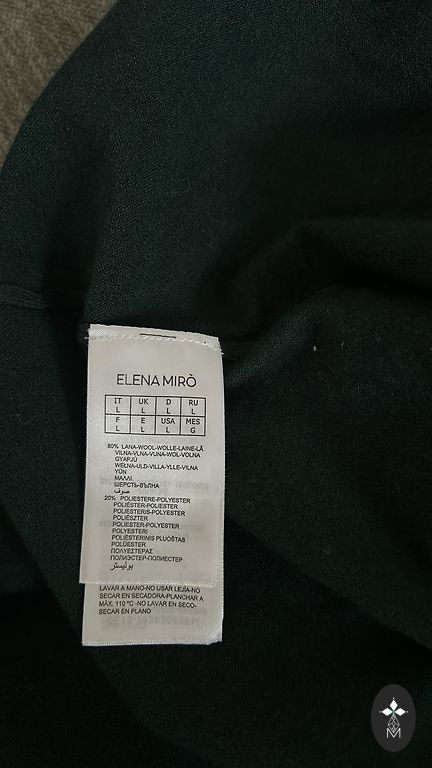 ELENA MIRÒ
IT UK D RU
L L L L
F E USA MES
L L L G
80% LANA-WOOL-WOLLE-LAINE-LÃ
VILNA-VLNA-VUNA-WOL-VOLNA
GYAPJÚ
WEŁNA-ULD-VILLA-YLLE-VILNA
YÜN
ΜΑΛΛΙ
ШЕРСТЬ-ВЪЛНА
صوف
20% POLIESTERE-POLYESTER
POLIÉSTER-POLIESTER
POLIESTERIS-POLYESTER
POLIÉSZTER
POLIESTER-POLYESTER
POLYESTERI
POLIESTERINIS PLUOŠTAS
POLÜESTER
ΠΟΛΥΕΣΤΕΡΑΣ
ПОЛИЭСТЕР-ПОЛИЕСТЕР
بوليستر
LAVAR A MANO-NO USAR LEJÍA-NO
SECAR EN SECADORA-PLANCHAR A
MÁX. 110 °C -NO LAVAR EN SECO-
SECAR EN PLANO
M